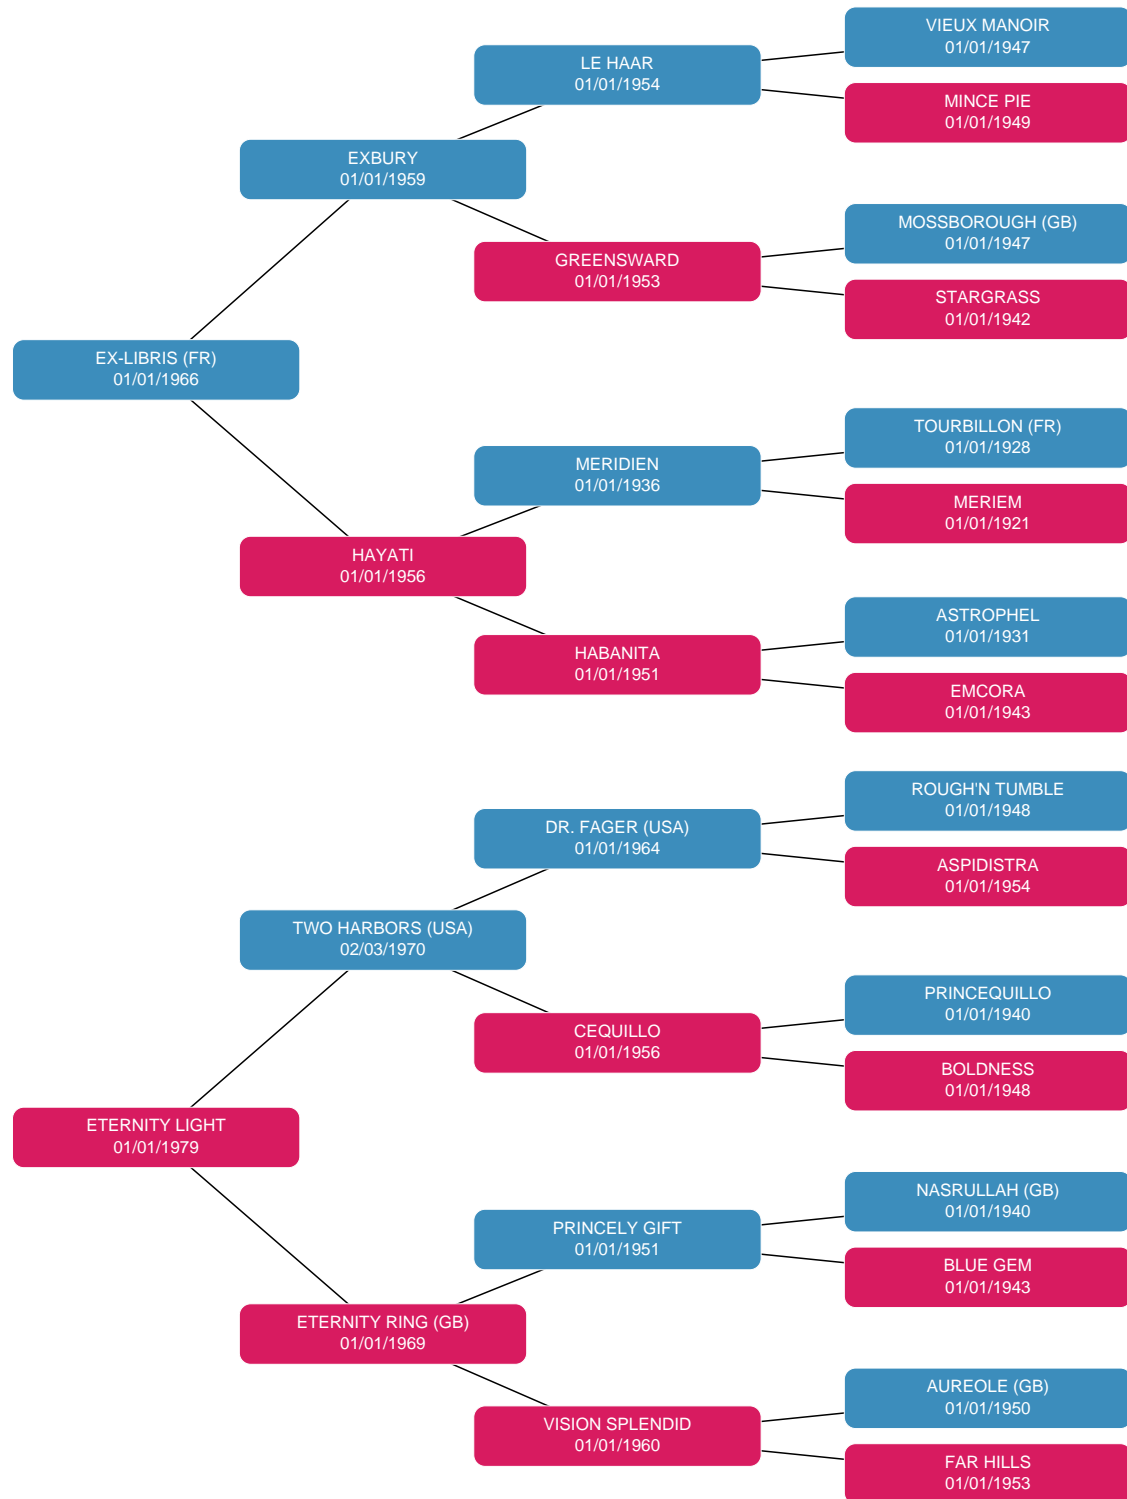 VIEUX MANOIR
01/01/1947
LE HAAR
01/01/1954
MINCE PIE
01/01/1949
EXBURY
01/01/1959
MOSSBOROUGH (GB)
01/01/1947
GREENSWARD
01/01/1953
STARGRASS
01/01/1942
EX-LIBRIS (FR)
01/01/1966
TOURBILLON (FR)
01/01/1928
MERIDIEN
01/01/1936
MERIEM
01/01/1921
HAYATI
01/01/1956
ASTROPHEL
01/01/1931
HABANITA
01/01/1951
EMCORA
01/01/1943
ROUGH'N TUMBLE
01/01/1948
DR. FAGER (USA)
01/01/1964
ASPIDISTRA
01/01/1954
TWO HARBORS (USA)
02/03/1970
PRINCEQUILLO
01/01/1940
CEQUILLO
01/01/1956
BOLDNESS
01/01/1948
ETERNITY LIGHT
01/01/1979
NASRULLAH (GB)
01/01/1940
PRINCELY GIFT
01/01/1951
BLUE GEM
01/01/1943
ETERNITY RING (GB)
01/01/1969
AUREOLE (GB)
01/01/1950
VISION SPLENDID
01/01/1960
FAR HILLS
01/01/1953